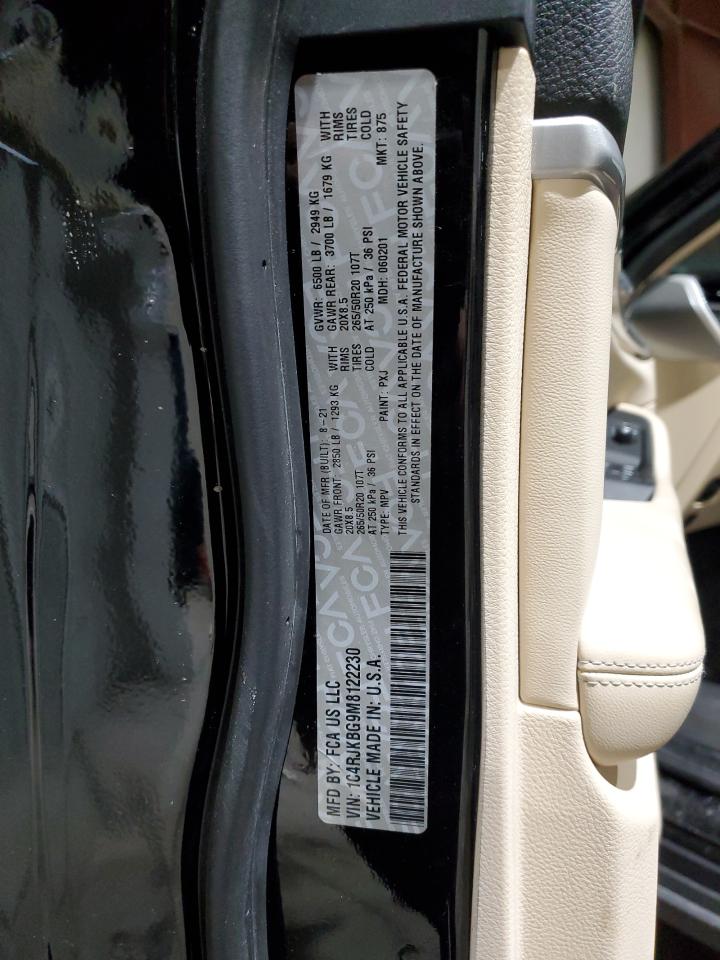 MFD BY: FCA US LLC
VIN: 1C4RJKBG9M8122230
VEHICLE MADE IN: U.S.A.
DATE OF MFR (BUILT): 8-21
GAWR FRONT: 2850 LB / 1293 KG WITH
20X8.5 RIMS
265/50R20 107T TIRES
AT 250 kPa / 36 PSI COLD
TYPE: MPV PAINT: PXJ
GVWR: 6500 LB / 2949 KG
GAWR REAR: 3700 LB / 1679 KG WITH
20X8.5 RIMS
265/50R20 107T TIRES
AT 250 kPa / 36 PSI COLD
MDH: 060201 MKT: 875
THIS VEHICLE CONFORMS TO ALL APPLICABLE U.S.A. FEDERAL MOTOR VEHICLE SAFETY
STANDARDS IN EFFECT ON THE DATE OF MANUFACTURE SHOWN ABOVE.